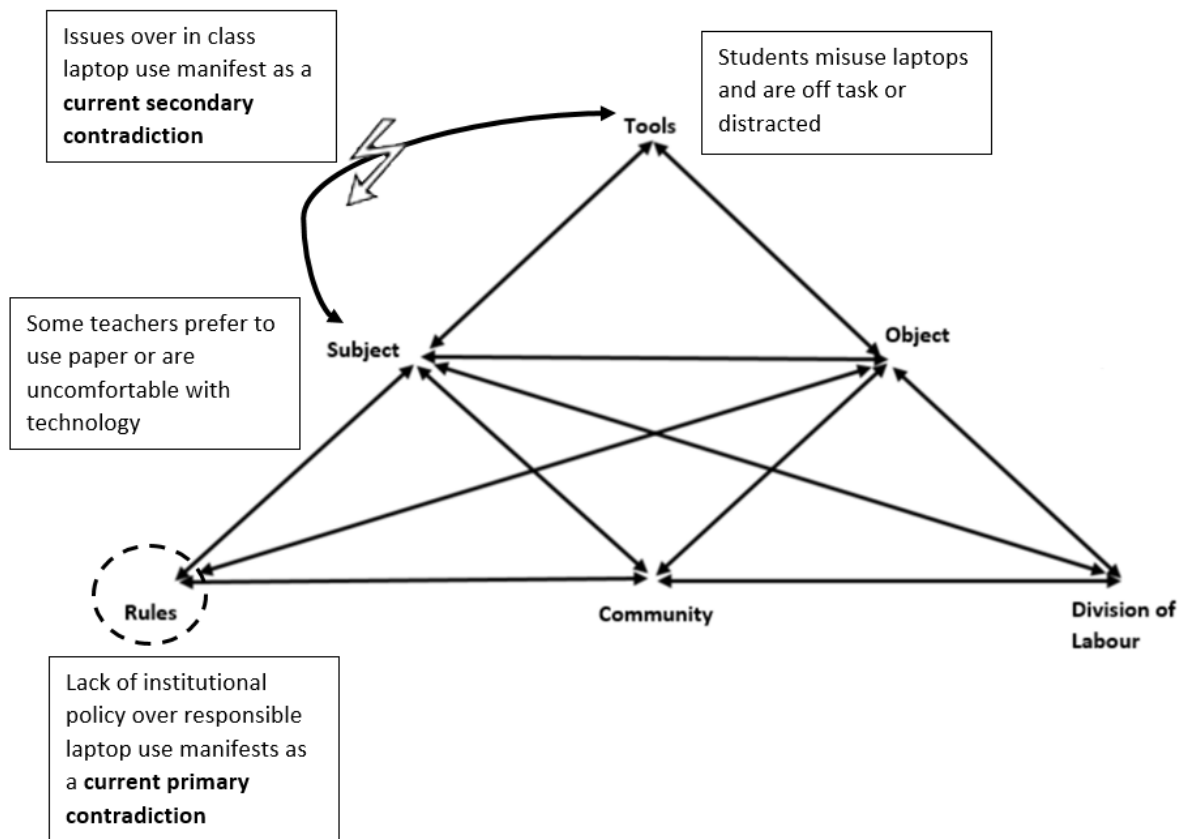 Issues over in class
laptop use manifest as a
current secondary
contradiction
Students misuse laptops
and are off task or
distracted
Tools
Some teachers prefer to
use paper or are
uncomfortable with
technology
Subject
Object
Rules
Community
Division of
Labour
Lack of institutional
policy over responsible
laptop use manifests as
a current primary
contradiction